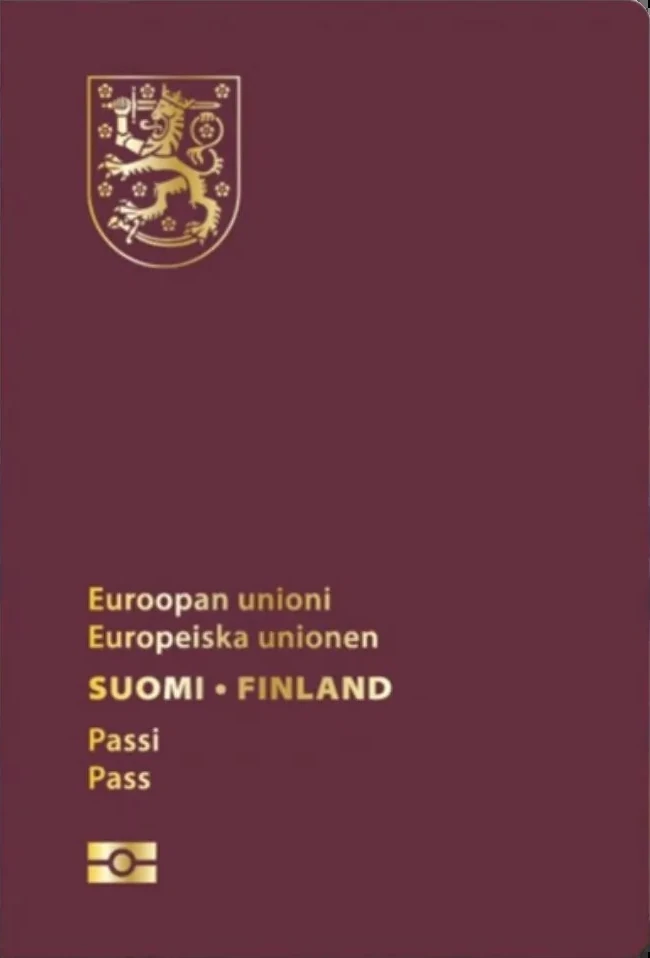 Euroopan unioni
Europeiska unionen
SUOMI • FINLAND
Passi
Pass